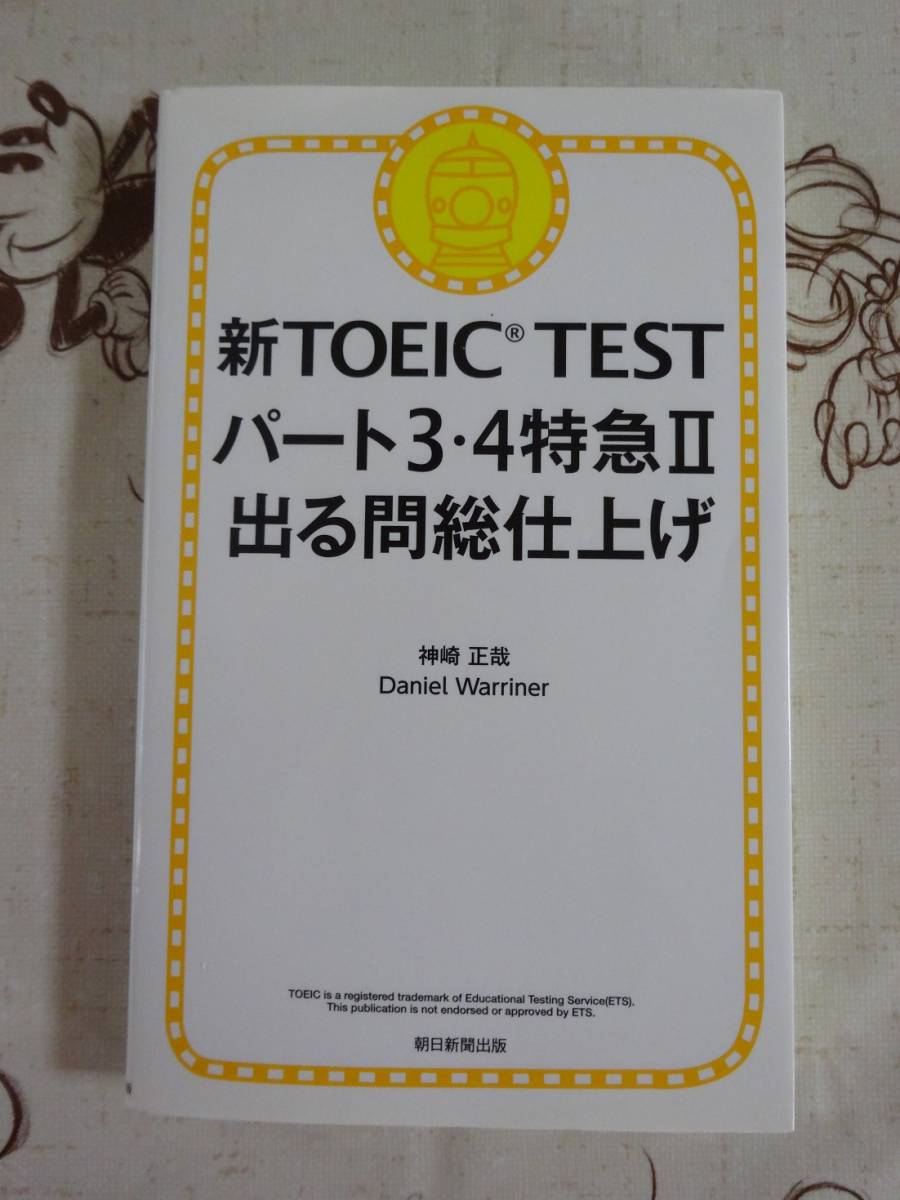 新TOEIC® TEST
パート3・4特急Ⅱ
出る問総仕上げ
神崎 正哉
Daniel Warriner
TOEIC is a registered trademark of Educational Testing Service(ETS).
This publication is not endorsed or approved by ETS.
朝日新聞出版